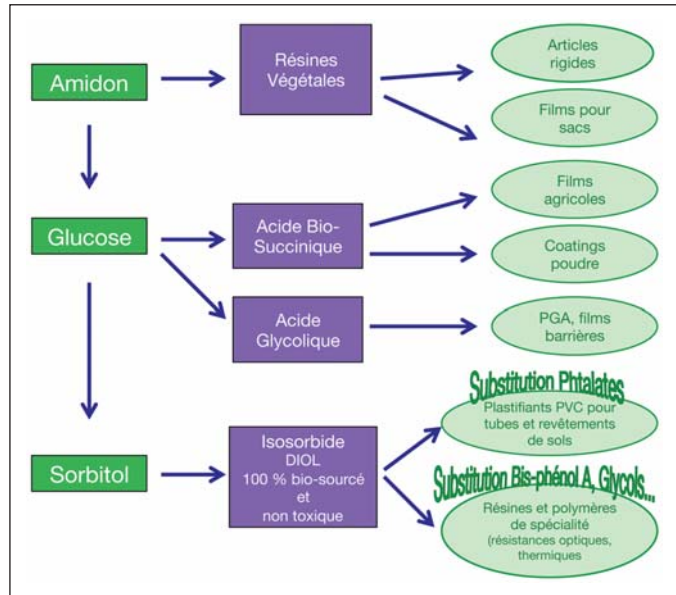 Amidon
Résines
Végétales
Articles
rigides
Films pour
sacs
Glucose
Acide Bio-
Succinique
Films
agricoles
Coatings
poudre
Acide
Glycolique
PGA, films
barrières
Sorbitol
Isosorbide
DIOL
100 % bio-sourcé
et
non toxique
Substitution Phtalates
Plastifiants PVC pour
tubes et revêtements
de sols
Substitution Bis-phénol A, Glycols...
Résines et polymères
de spécialité
(résistances optiques,
thermiques